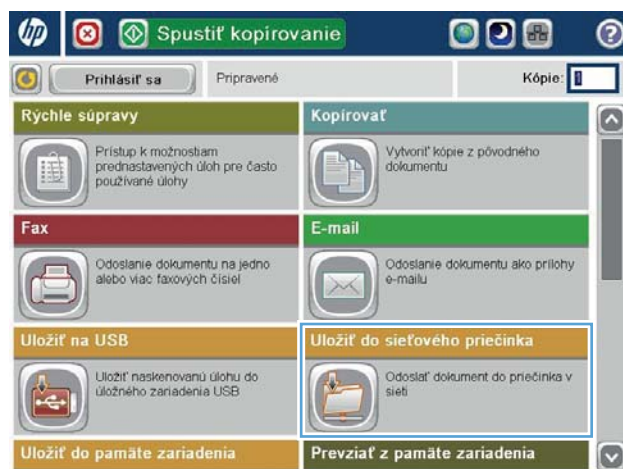 hp
Spustiť kopírovanie
?
Prihlásiť sa
Pripravené
Kópie: 1
Rýchle súpravy
Prístup k možnostiam
prednastavených úloh pre často
používané úlohy
Kopírovať
Vytvoriť kópie z pôvodného
dokumentu
Fax
Odoslanie dokumentu na jedno
alebo viac faxových čísiel
E-mail
Odoslanie dokumentu ako prílohy
e-mailu
Uložiť na USB
Uložiť naskenovanú úlohu do
úložného zariadenia USB
Uložiť do sieťového priečinka
Odoslať dokument do priečinka v
sieti
Uložiť do pamäte zariadenia
Prevziať z pamäte zariadenia